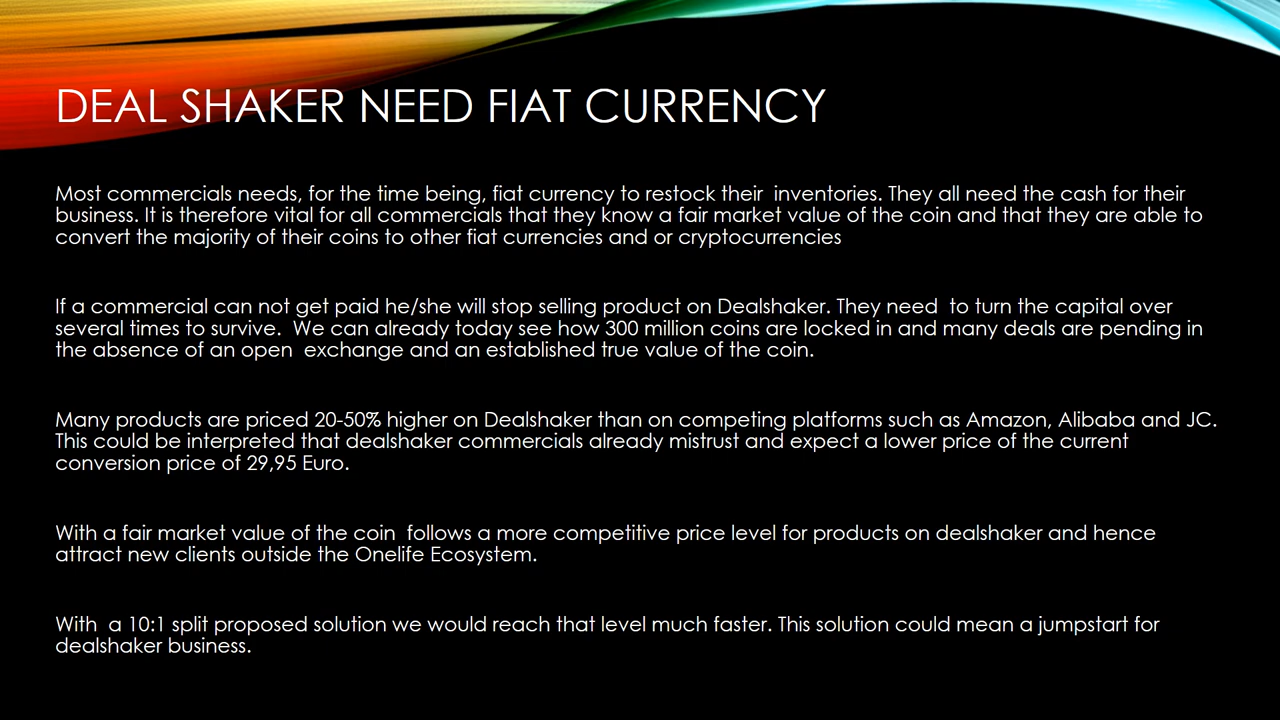 DEAL SHAKER NEED FIAT CURRENCY
Most commercials needs, for the time being, fiat currency to restock their  inventories. They all need the cash for their
business. It is therefore vital for all commercials that they know a fair market value of the coin and that they are able to
convert the majority of their coins to other fiat currencies and or cryptocurrencies
If a commercial can not get paid he/she will stop selling product on Dealshaker. They need  to turn the capital over
several times to survive.  We can already today see how 300 million coins are locked in and many deals are pending in
the absence of an open  exchange and an established true value of the coin.
Many products are priced 20-50% higher on Dealshaker than on competing platforms such as Amazon, Alibaba and JC.
This could be interpreted that dealshaker commercials already mistrust and expect a lower price of the current
conversion price of 29,95 Euro.
With a fair market value of the coin  follows a more competitive price level for products on dealshaker and hence
attract new clients outside the Onelife Ecosystem.
With  a 10:1 split proposed solution we would reach that level much faster. This solution could mean a jumpstart for
dealshaker business.